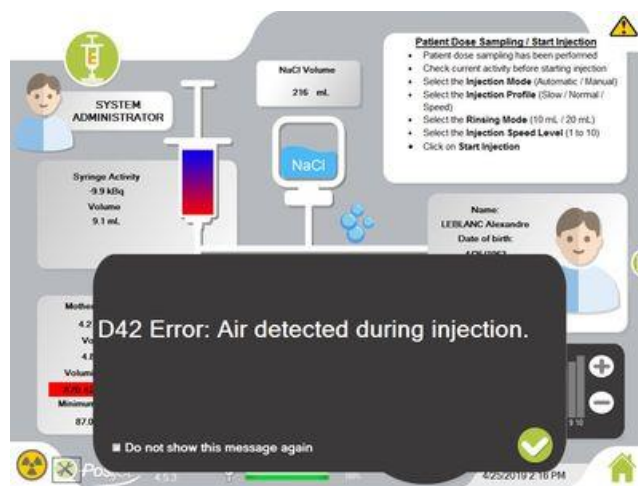 Patient Dose Sampling / Start Injection
• Patient dose sampling has been performed
• Check current activity before starting injection
• Select the Injection Mode (Automatic / Manual)
• Select the Injection Profile (Slow / Normal /
Speed)
• Select the Rinsing Mode (10 mL / 20 mL)
• Select the Injection Speed Level (1 to 10)
• Click on Start Injection
NaCl Volume
216 mL
SYSTEM
ADMINISTRATOR
NaCl
Syringe Activity
-9.9 kBq
Volume
9.1 mL
Name:
LEBLANC Alexandre
Date of birth:
D42 Error: Air detected during injection.
Do not show this message again
4.5.3
4/25/2019 2:16 PM